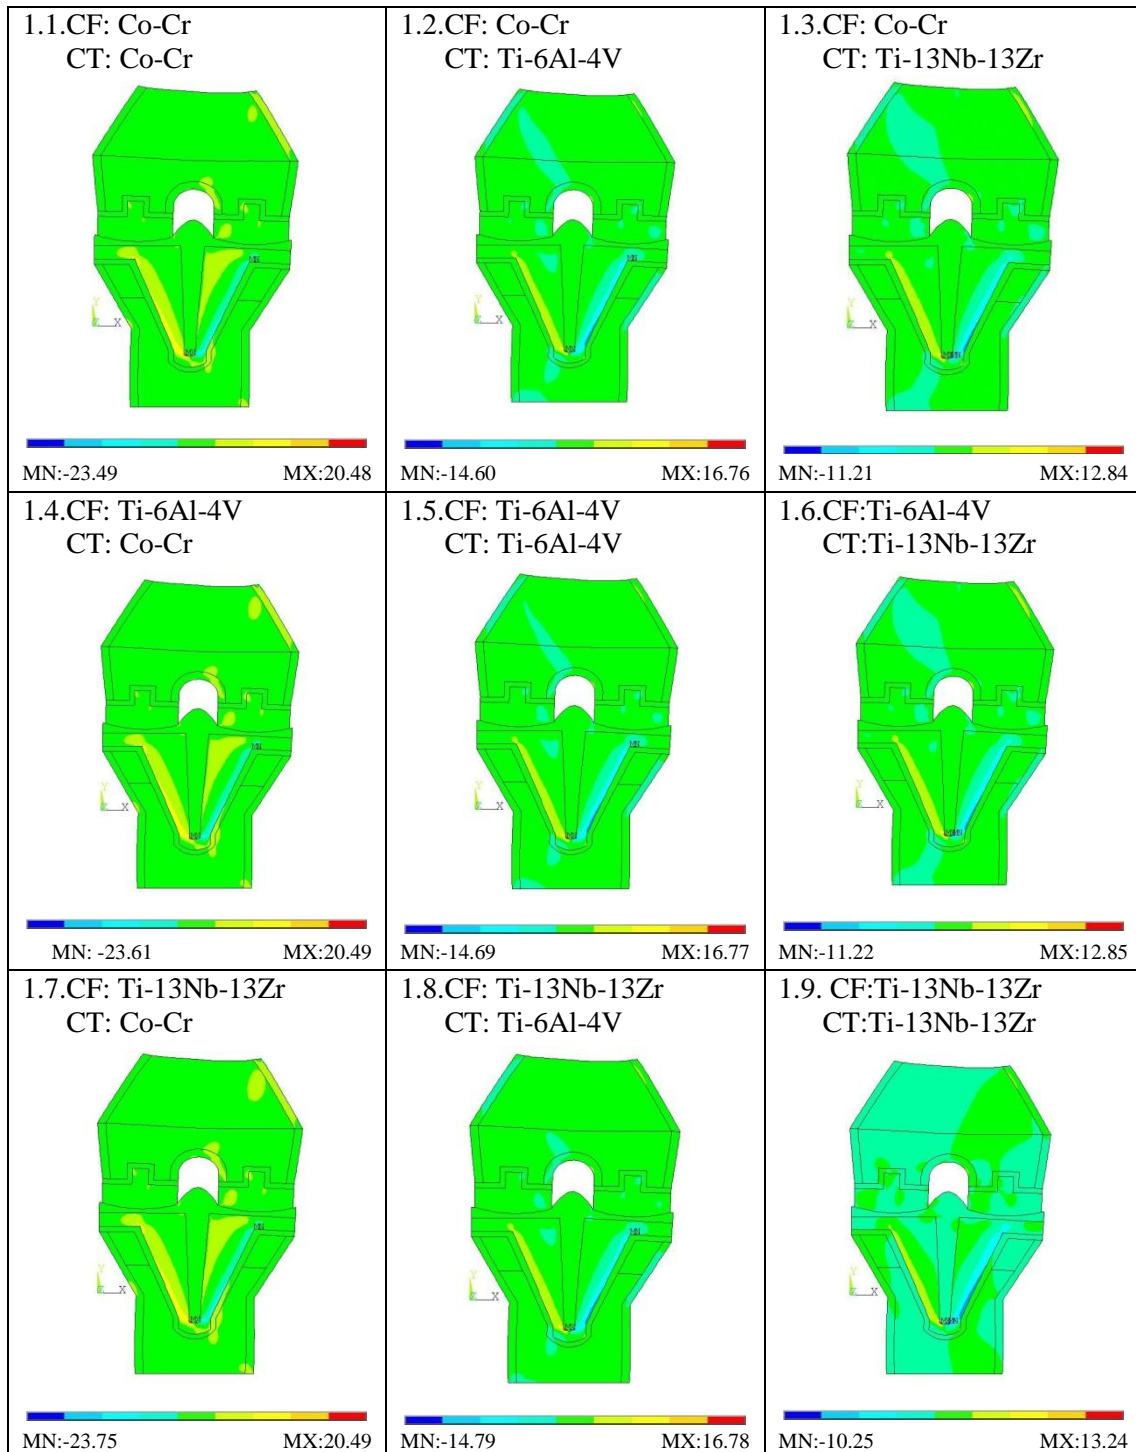 1.1.CF: Co-Cr
CT: Co-Cr
MN
MN
Y
Z X
MN:-23.49 MX:20.48
1.2.CF: Co-Cr
CT: Ti-6Al-4V
MN
Y
Z X
MN:-14.60 MX:16.76
1.3.CF: Co-Cr
CT: Ti-13Nb-13Zr
Y
Z X
MN:-11.21 MX:12.84
1.4.CF: Ti-6Al-4V
CT: Co-Cr
MN
Y
Z X
MN: -23.61 MX:20.49
1.5.CF: Ti-6Al-4V
CT: Ti-6Al-4V
MN
Y
Z X
MN:-14.69 MX:16.77
1.6.CF:Ti-6Al-4V
CT:Ti-13Nb-13Zr
Y
Z X
MN:-11.22 MX:12.85
1.7.CF: Ti-13Nb-13Zr
CT: Co-Cr
MN
Y
Z X
MN:-23.75 MX:20.49
1.8.CF: Ti-13Nb-13Zr
CT: Ti-6Al-4V
MN
Y
Z X
MN:-14.79 MX:16.78
1.9. CF:Ti-13Nb-13Zr
CT:Ti-13Nb-13Zr
Y
Z X
MN:-10.25 MX:13.24